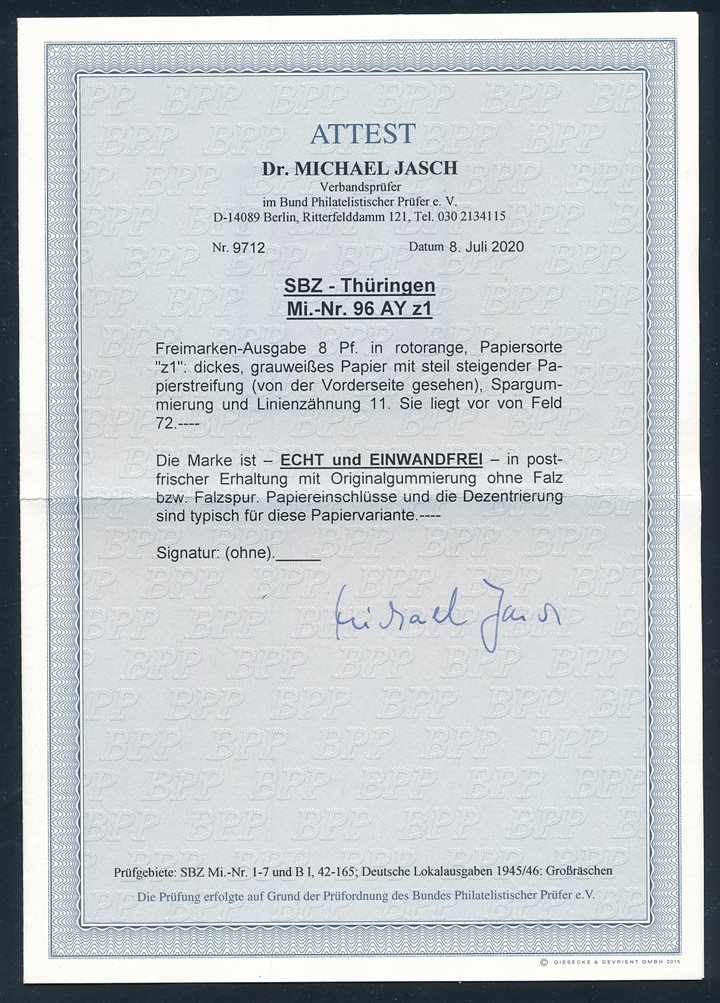 ATTEST
Dr. MICHAEL JASCH
Verbandsprüfer
im Bund Philatelistischer Prüfer e. V.
D-14089 Berlin, Ritterfelddamm 121, Tel. 030 2134115
Nr. 9712 Datum 8. Juli 2020
SBZ - Thüringen
Mi.-Nr. 96 AY z1
Freimarken-Ausgabe 8 Pf. in rotorange, Papiersorte
"z1": dickes, grauweißes Papier mit steil steigender Pa-
pierstreifung (von der Vorderseite gesehen), Spargum-
mierung und Linienzähnung 11. Sie liegt vor von Feld
72.----
Die Marke ist – ECHT und EINWANDFREI – in post-
frischer Erhaltung mit Originalgummierung ohne Falz
bzw. Falzspur. Papiereinschlüsse und die Dezentrierung
sind typisch für diese Papiervariante.----
Signatur: (ohne).
Michael Jasch
Prüfgebiete: SBZ Mi.-Nr. 1-7 und B I, 42-165; Deutsche Lokalausgaben 1945/46: Großräschen
Die Prüfung erfolgte auf Grund der Prüfordnung des Bundes Philatelistischer Prüfer e.V.
© GIESECKE & DEVRIENT GMBH 2015